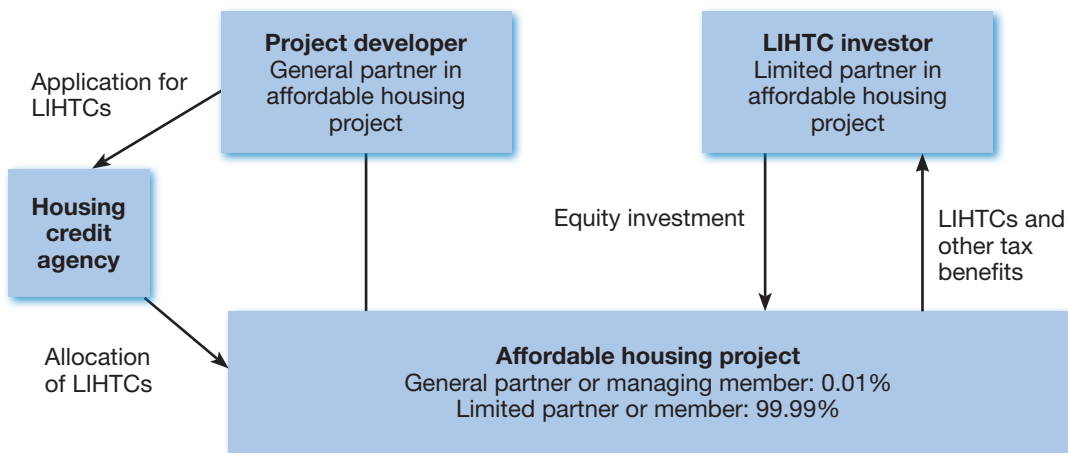 Project developer
General partner in
affordable housing
project
LIHTC investor
Limited partner in
affordable housing
project
Application for
LIHTCs
Housing
credit
agency
Equity investment
LIHTCs and
other tax
benefits
Allocation
of LIHTCs
Affordable housing project
General partner or managing member: 0.01%
Limited partner or member: 99.99%